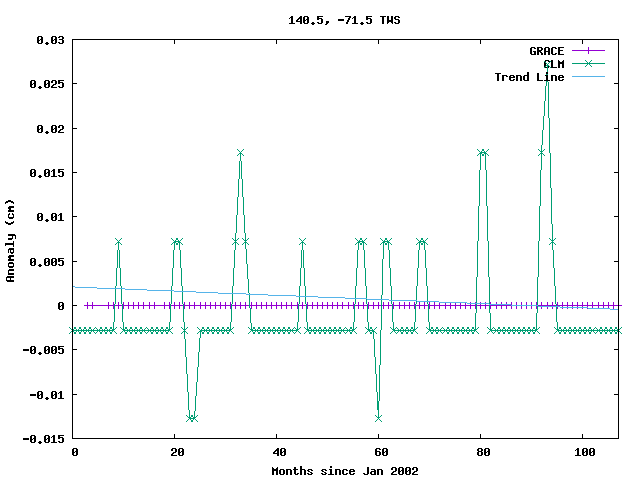 140.5, -71.5 TWS
GRACE
CLM
Trend Line
0.03
0.025
0.02
0.015
0.01
0.005
0
-0.005
-0.01
-0.015
Anomaly (cm)
0 20 40 60 80 100
Months since Jan 2002